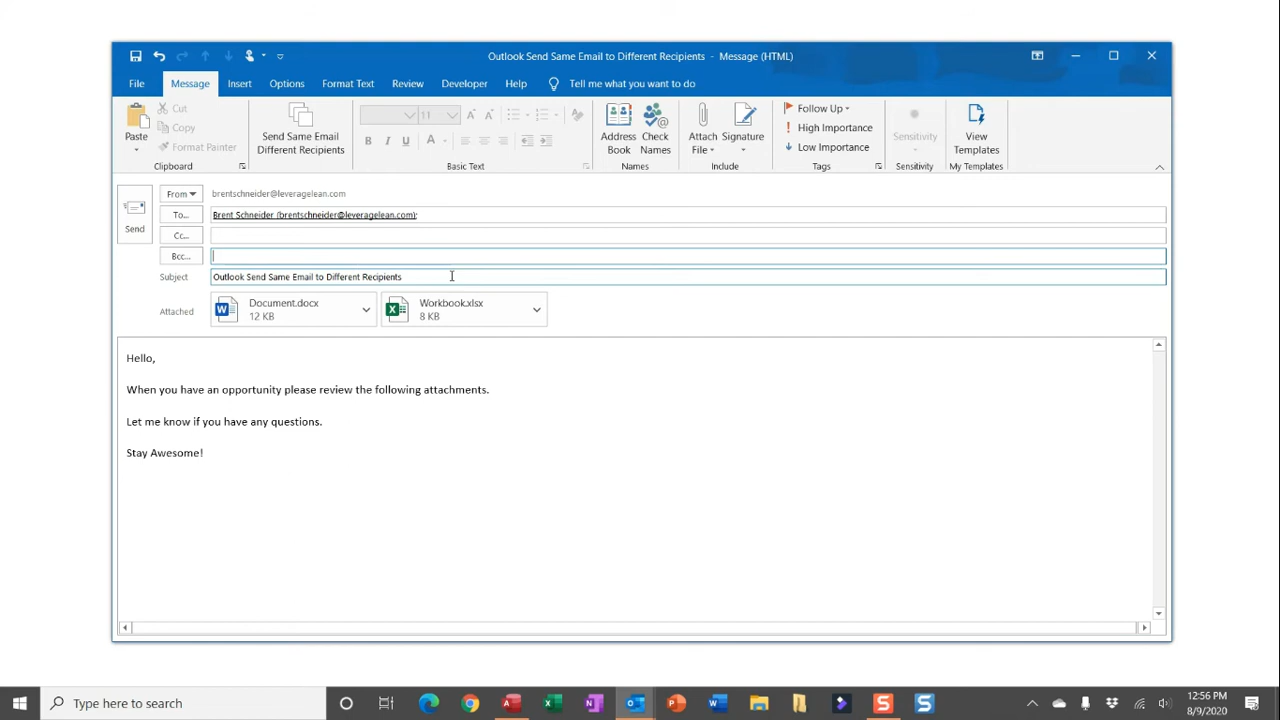 Outlook Send Same Email to Different Recipients - Message (HTML)
File Message Insert Options Format Text Review Developer Help Tell me what you want to do
Paste
Cut
Copy
Format Painter
Clipboard
Send Same Email
Different Recipients
11
B I U A
Basic Text
Address
Book
Check
Names
Names
Attach
File
Signature
Include
Follow Up
High Importance
Low Importance
Tags
Sensitivity
Sensitivity
View
Templates
My Templates
Send
From brentschneider@leveragelean.com
To... Brent Schneider (brentschneider@leveragelean.com);
Cc...
Bcc...
Subject Outlook Send Same Email to Different Recipients
Attached
Document.docx
12 KB
Workbook.xlsx
8 KB
Hello,
When you have an opportunity please review the following attachments.
Let me know if you have any questions.
Stay Awesome!
Type here to search
12:56 PM
8/9/2020